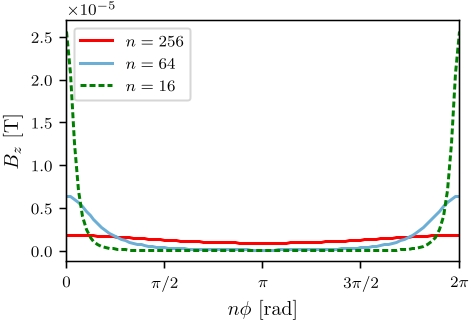 ×10⁻⁵
2.5
2.0
1.5
1.0
0.5
0.0
B_z [T]
n = 256
n = 64
n = 16
0 π/2 π 3π/2 2π
nϕ [rad]